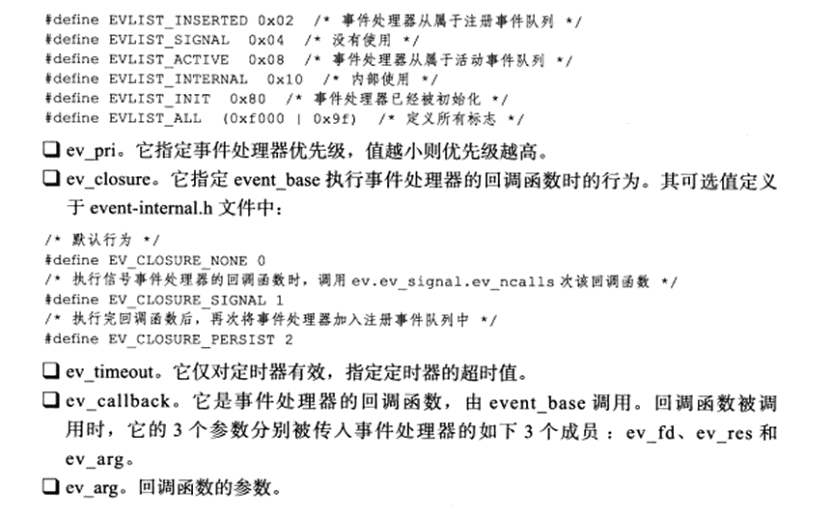 #define EVLIST_INSERTED 0x02 /* 事件处理器从属于注册事件队列 */
#define EVLIST_SIGNAL 0x04 /* 没有使用 */
#define EVLIST_ACTIVE 0x08 /* 事件处理器从属于活动事件队列 */
#define EVLIST_INTERNAL 0x10 /* 内部使用 */
#define EVLIST_INIT 0x80 /* 事件处理器已经被初始化 */
#define EVLIST_ALL (0xf000 | 0x9f) /* 定义所有标志 */
❑ ev_pri。它指定事件处理器优先级，值越小则优先级越高。
❑ ev_closure。它指定 event_base 执行事件处理器的回调函数时的行为。其可选值定义
于 event-internal.h 文件中：
/* 默认行为 */
#define EV_CLOSURE_NONE 0
/* 执行信号事件处理器的回调函数时，调用 ev.ev_signal.ev_ncalls 次该回调函数 */
#define EV_CLOSURE_SIGNAL 1
/* 执行完回调函数后，再次将事件处理器加入注册事件队列中 */
#define EV_CLOSURE_PERSIST 2
❑ ev_timeout。它仅对定时器有效，指定定时器的超时值。
❑ ev_callback。它是事件处理器的回调函数，由 event_base 调用。回调函数被调
用时，它的 3 个参数分别被传入事件处理器的如下 3 个成员：ev_fd、ev_res 和
ev_arg。
❑ ev_arg。回调函数的参数。